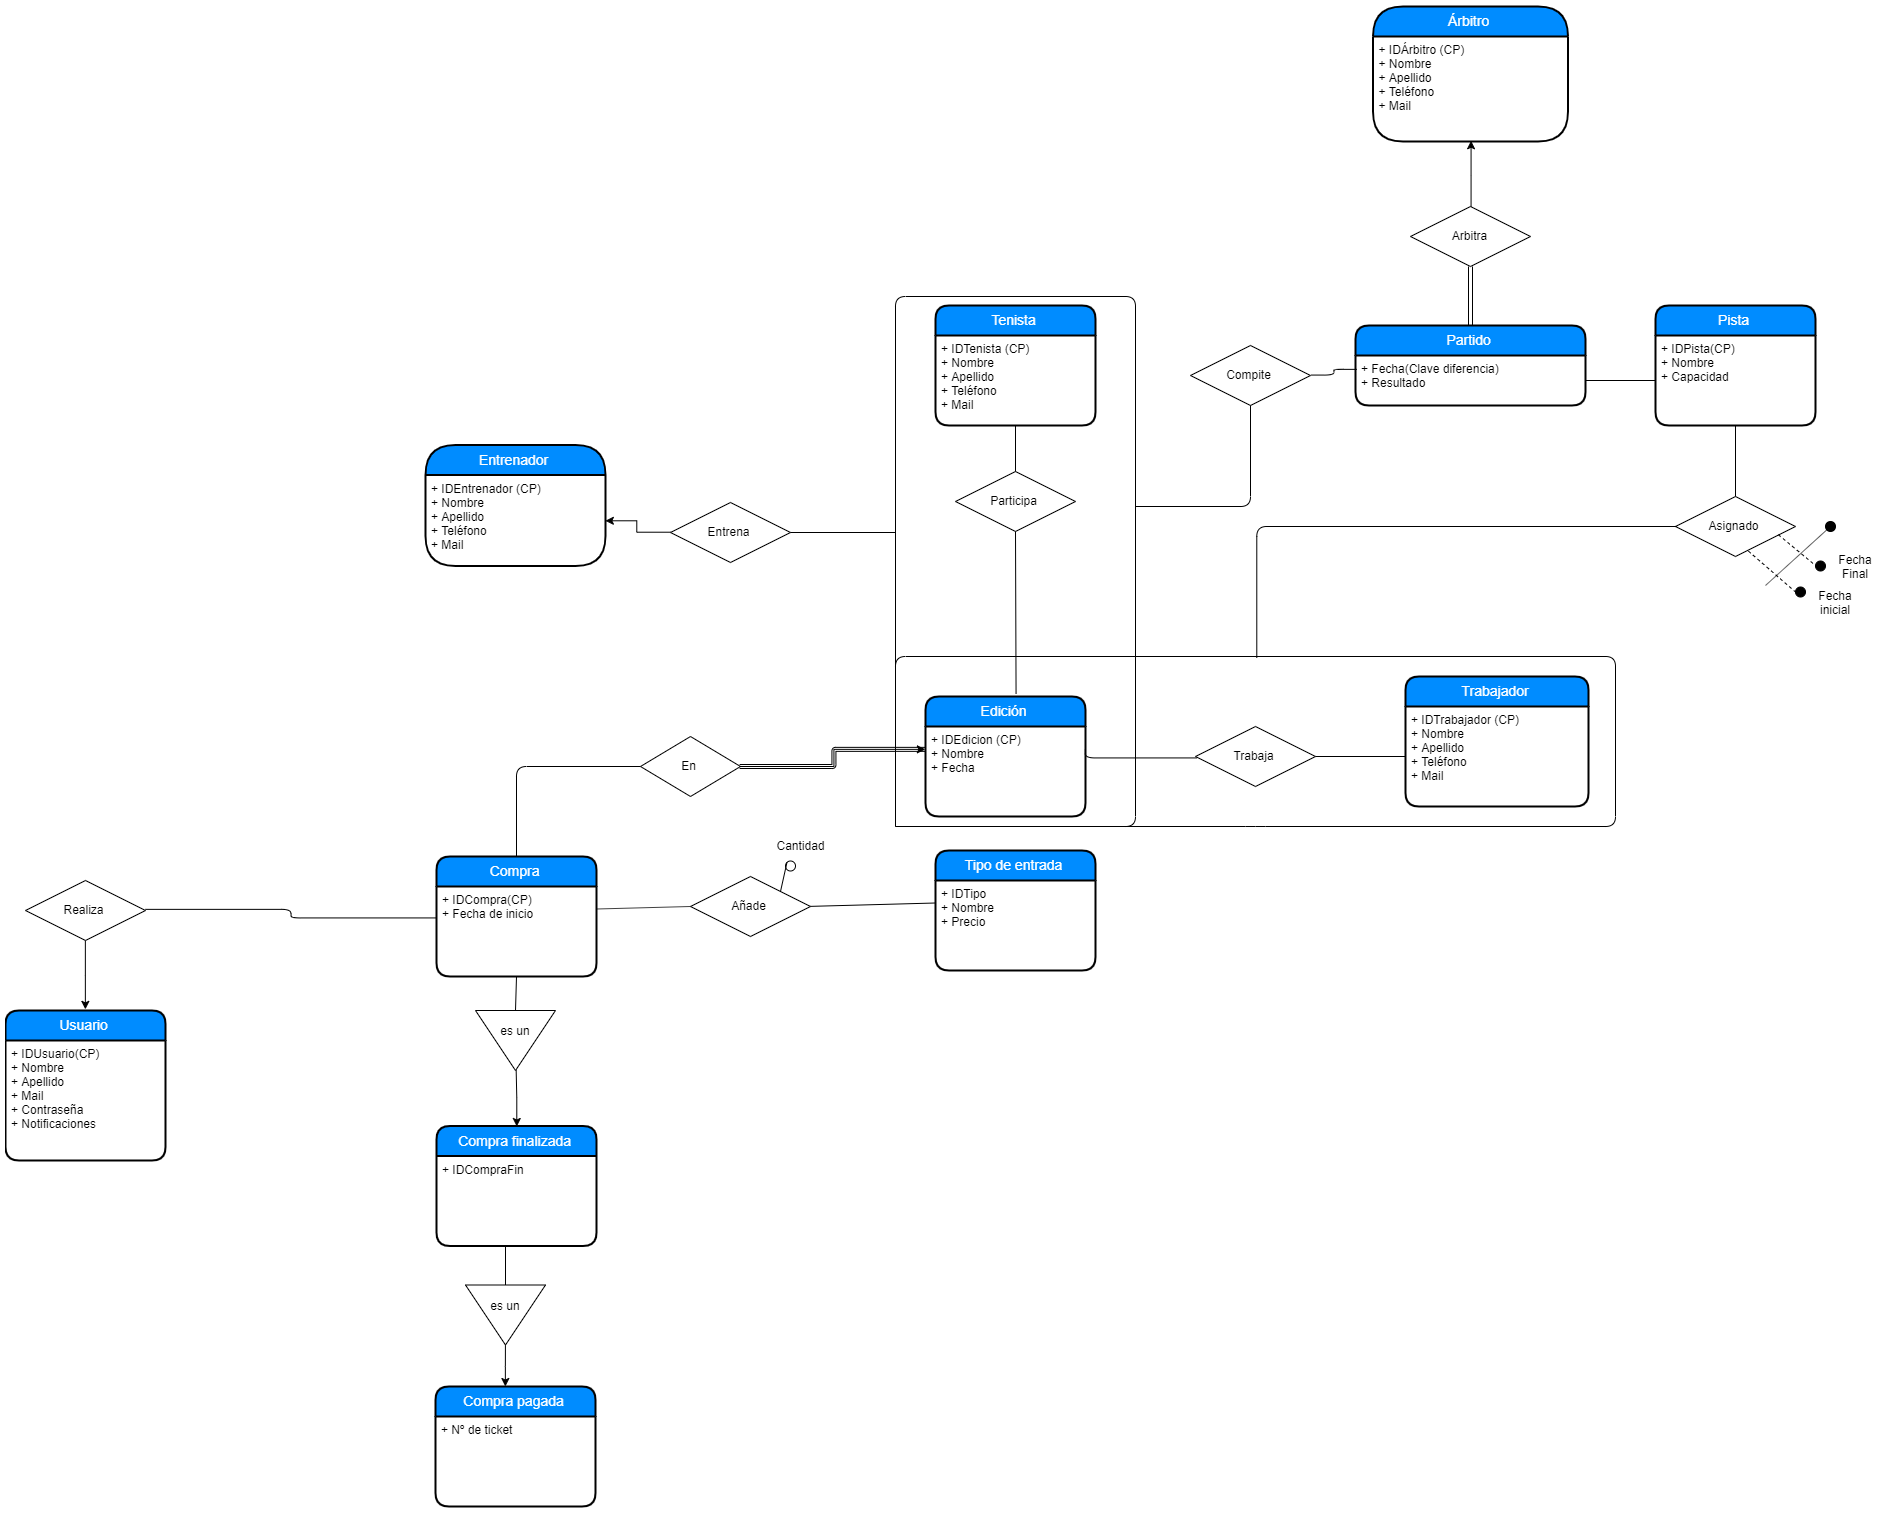 Árbitro
+ IDÁrbitro (CP)
+ Nombre
+ Apellido
+ Teléfono
+ Mail
Arbitra
Tenista
+ IDTenista (CP)
+ Nombre
+ Apellido
+ Teléfono
+ Mail
Compite
Partido
+ Fecha(Clave diferencia)
+ Resultado
Pista
+ IDPista(CP)
+ Nombre
+ Capacidad
Entrenador
+ IDEntrenador (CP)
+ Nombre
+ Apellido
+ Teléfono
+ Mail
Entrena
Participa
Asignado
Fecha
Final
Fecha
inicial
Edición
+ IDEdicion (CP)
+ Nombre
+ Fecha
Trabaja
Trabajador
+ IDTrabajador (CP)
+ Nombre
+ Apellido
+ Teléfono
+ Mail
En
Cantidad
Realiza
Compra
+ IDCompra(CP)
+ Fecha de inicio
Añade
Tipo de entrada
+ IDTipo
+ Nombre
+ Precio
Usuario
+ IDUsuario(CP)
+ Nombre
+ Apellido
+ Mail
+ Contraseña
+ Notificaciones
es un
Compra finalizada
+ IDCompraFin
es un
Compra pagada
+ Nº de ticket